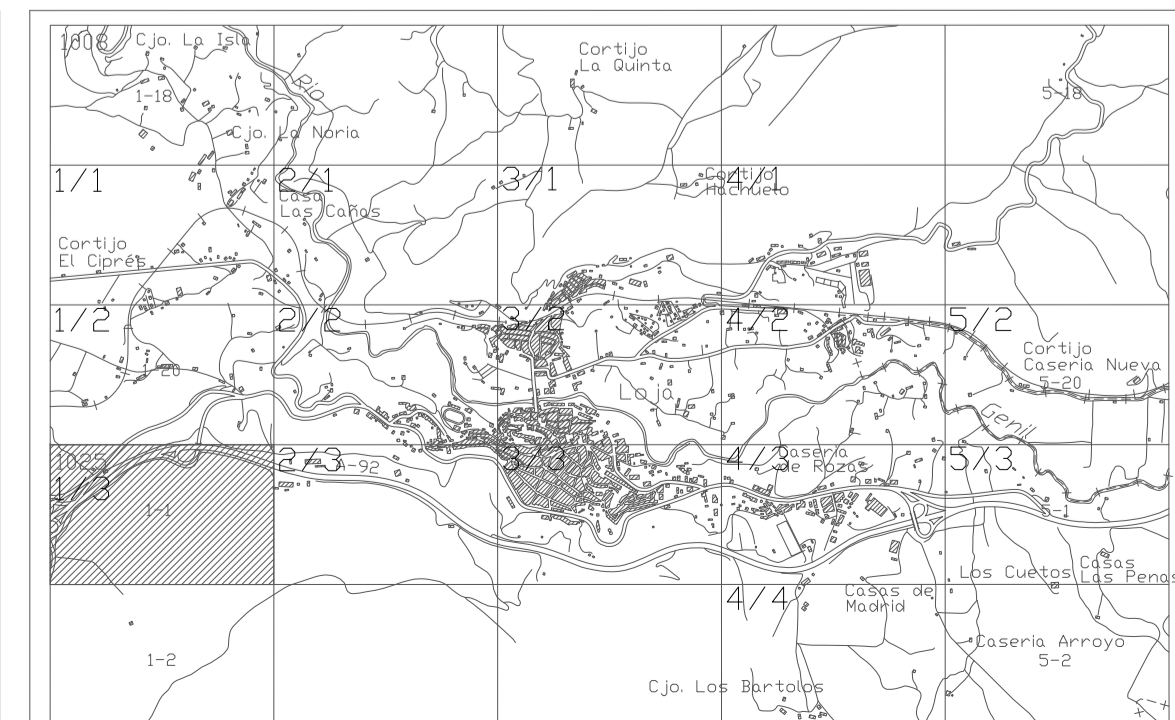 1008
Cjo. La Isla
Río
Cortijo
La Quinta
1-18
5-18
Cjo. La Noria
1/1
2/1
3/1
4/1
Cortijo
Hachuelo
Casa
Las Cañas
Cortijo
El Ciprés
1/2
2/2
3/2
4/2
5/2
Cortijo
Caseria Nueva
1-20
5-20
Loja
Genil
1025
1/3
2/3
A-92
3/3
4/3
Caseria
de Rozas
5/3
1-1
5-1
Los Cuetos
Casas
Las Penas
4/4
Casas de
Madrid
Caseria Arroyo
1-2
5-2
Cjo. Los Bartolos